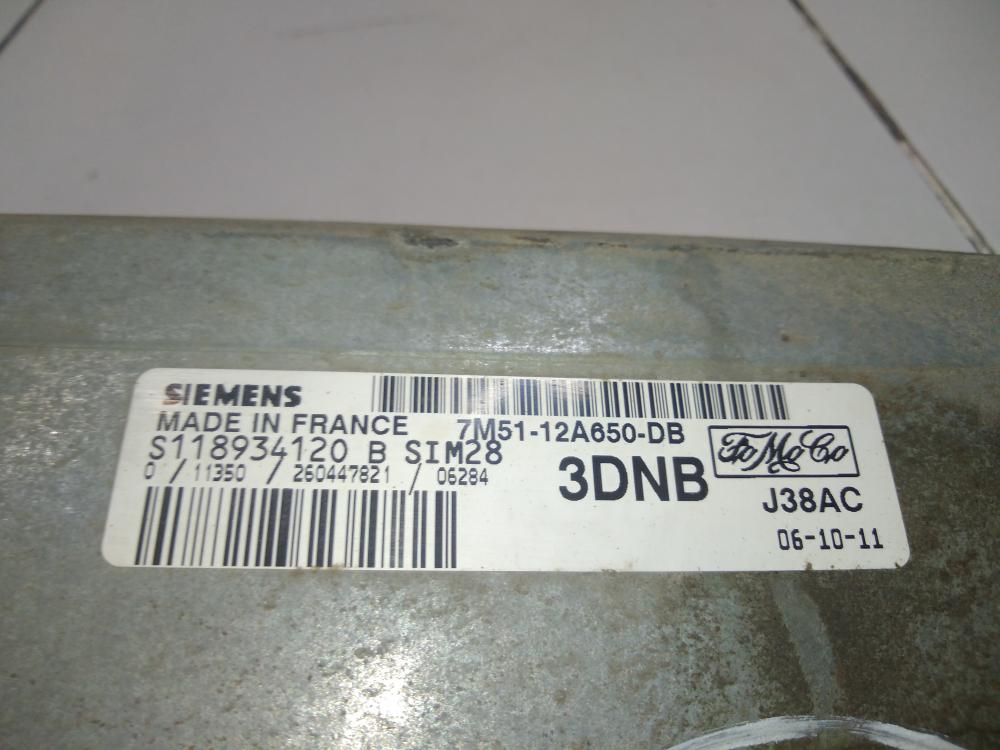 SIEMENS
MADE IN FRANCE
7M51-12A650-DB
S118934120 B SIM28
0 / 11350 / 260447821 / 06284
3DNB
FoMoCo
J38AC
06-10-11